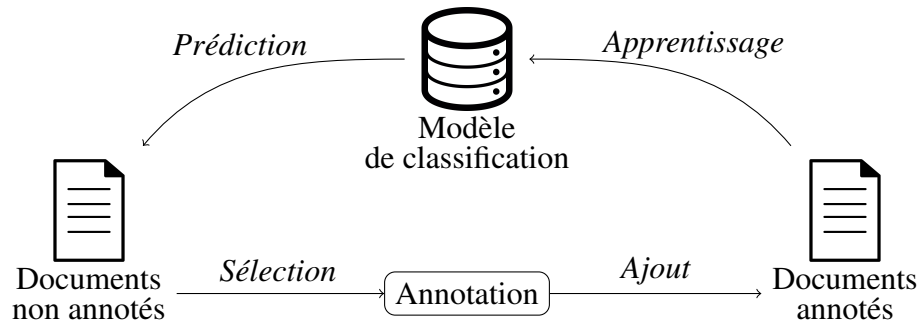 Prédiction
Apprentissage
Modèle
de classification
Documents
non annotés
Sélection
Annotation
Ajout
Documents
annotés